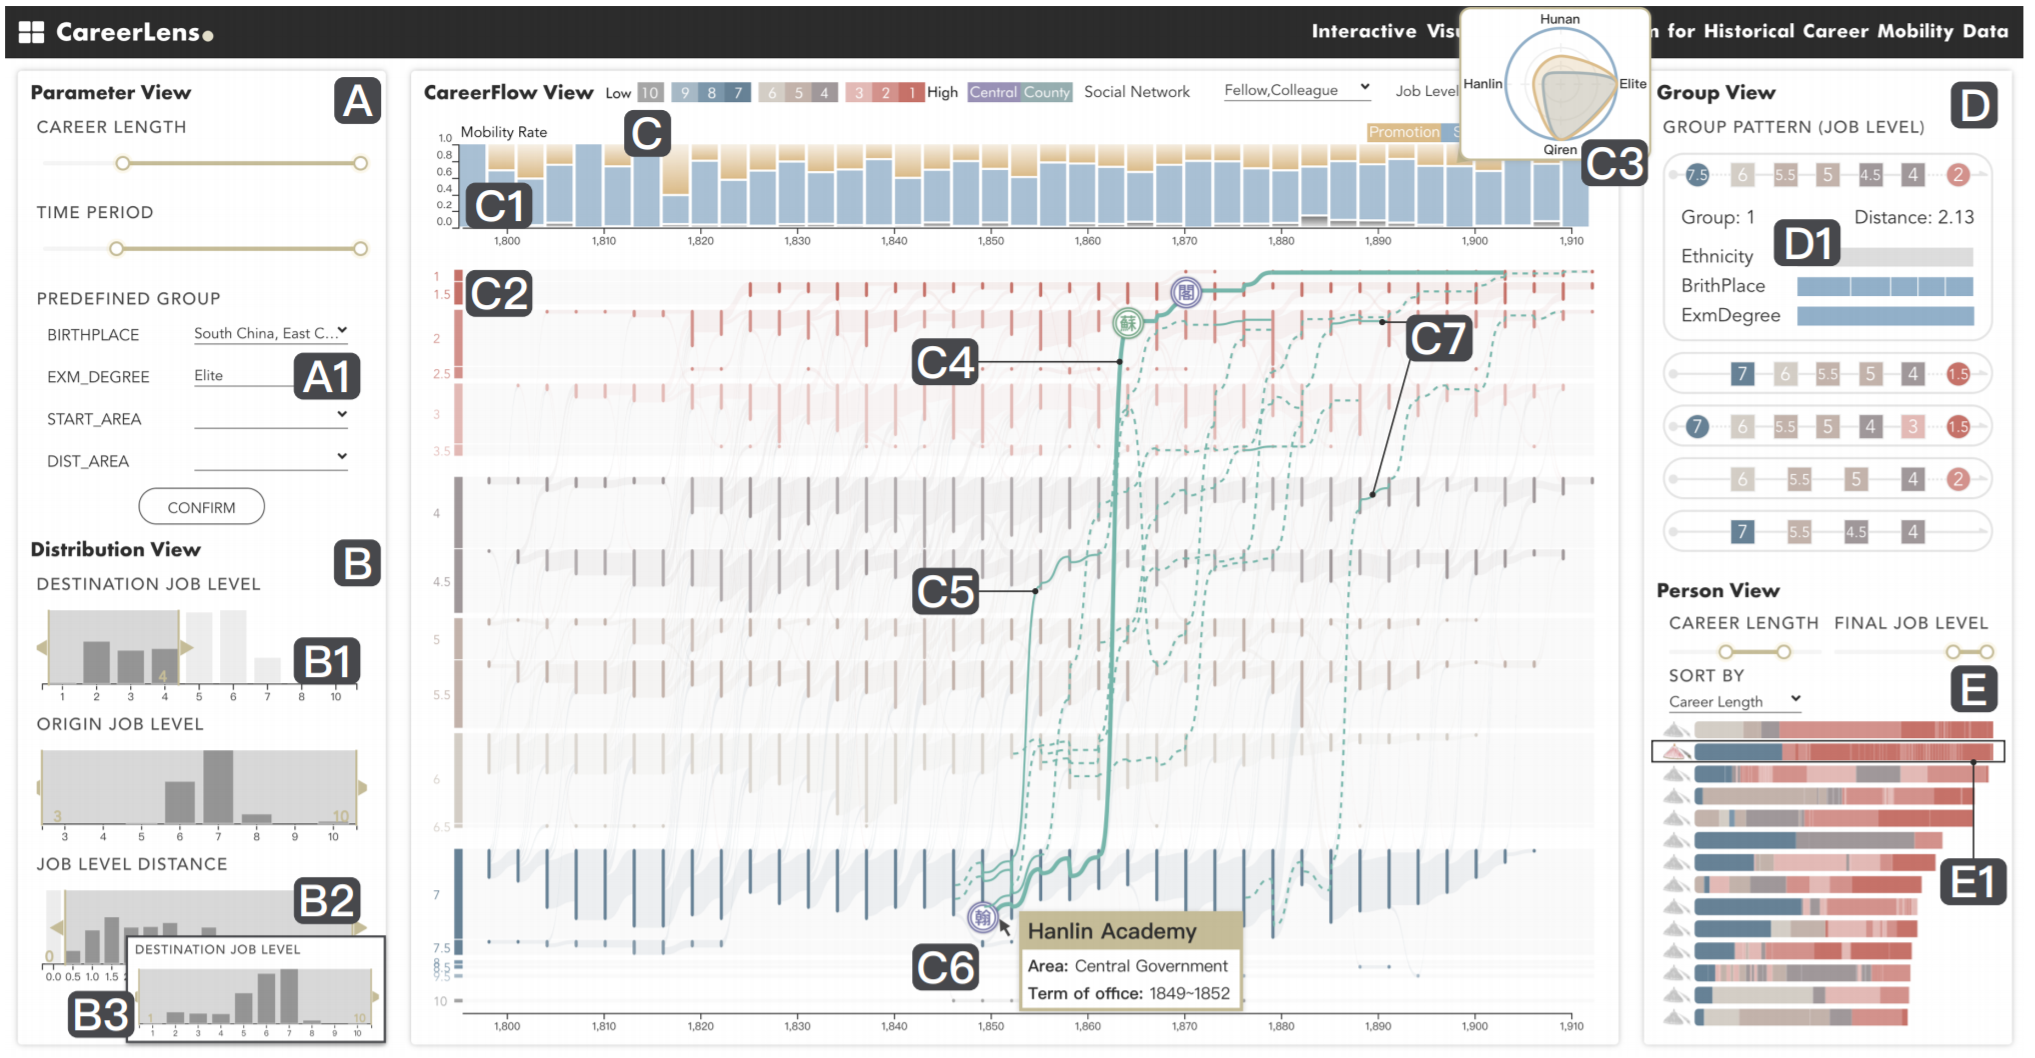 CareerLens.
Interactive Visu
n for Historical Career Mobility Data
Parameter View
A
CAREER LENGTH
TIME PERIOD
PREDEFINED GROUP
BIRTHPLACE South China, East C...
EXM_DEGREE Elite
A1
START_AREA
DIST_AREA
CONFIRM
Distribution View
B
DESTINATION JOB LEVEL
4
B1
1 2 3 4 5 6 7 8 10
ORIGIN JOB LEVEL
3 10
3 4 5 6 7 8 9 10
JOB LEVEL DISTANCE
B2
0
0.0 0.5 1.0 1.5
DESTINATION JOB LEVEL
B3
1 10
1 2 3 4 5 6 7 8 9 10
CareerFlow View Low 10 9 8 7 6 5 4 3 2 1 High Central County Social Network Fellow,Colleague Job Level
C
Mobility Rate
Promotion S
1.0
0.8
0.6
0.4
0.2
0.0
C1
1,800 1,810 1,820 1,830 1,840 1,850 1,860 1,870 1,880 1,890 1,900 1,910
Hunan
Hanlin Elite
Qiren
C3
C2
1
1.5
2
2.5
3
3.5
4
4.5
5
5.5
6
6.5
7
7.5
8.5
9.5
10
閣
蘇
C4
C7
C5
翰
C6
Hanlin Academy
Area: Central Government
Term of office: 1849~1852
1,800 1,810 1,820 1,830 1,840 1,850 1,860 1,870 1,880 1,890 1,900 1,910
Group View
D
GROUP PATTERN (JOB LEVEL)
7.5 6 5.5 5 4.5 4 2
Group: 1 Distance: 2.13
D1
Ethnicity
BrithPlace
ExmDegree
7 6 5.5 5 4 1.5
7 6 5.5 5 4 3 1.5
6 5.5 5 4 2
7 5.5 4.5 4
Person View
CAREER LENGTH FINAL JOB LEVEL
SORT BY
Career Length
E
E1